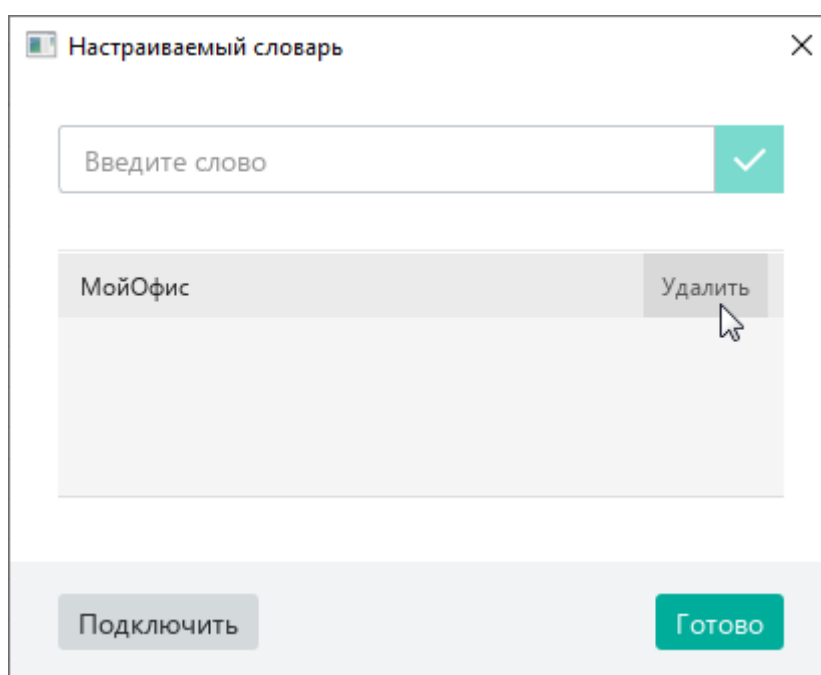 Настраиваемый словарь
Введите слово
МойОфис Удалить
Подключить Готово